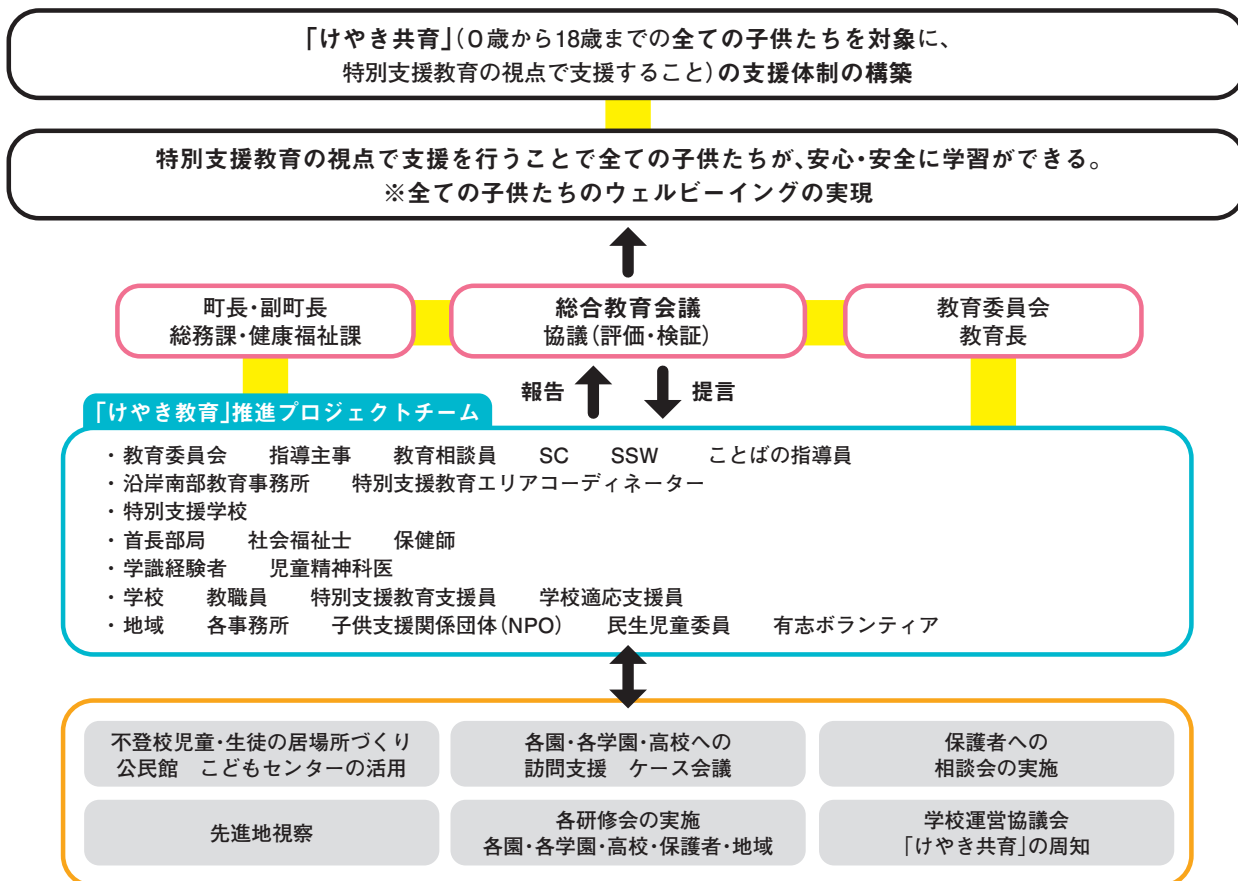 「けやき共育」(0歳から18歳までの全ての子供たちを対象に、
特別支援教育の視点で支援すること)の支援体制の構築
特別支援教育の視点で支援を行うことで全ての子供たちが、安心・安全に学習ができる。
※全ての子供たちのウェルビーイングの実現
町長・副町長
総務課・健康福祉課
総合教育会議
協議(評価・検証)
教育委員会
教育長
報告
提言
「けやき教育」推進プロジェクトチーム
・教育委員会　指導主事　教育相談員　SC　SSW　ことばの指導員
・沿岸南部教育事務所　特別支援教育エリアコーディネーター
・特別支援学校
・首長部局　社会福祉士　保健師
・学識経験者　児童精神科医
・学校　教職員　特別支援教育支援員　学校適応支援員
・地域　各事務所　子供支援関係団体(NPO)　民生児童委員　有志ボランティア
不登校児童・生徒の居場所づくり
公民館　こどもセンターの活用
各園・各学園・高校への
訪問支援　ケース会議
保護者への
相談会の実施
先進地視察
各研修会の実施
各園・各学園・高校・保護者・地域
学校運営協議会
「けやき共育」の周知